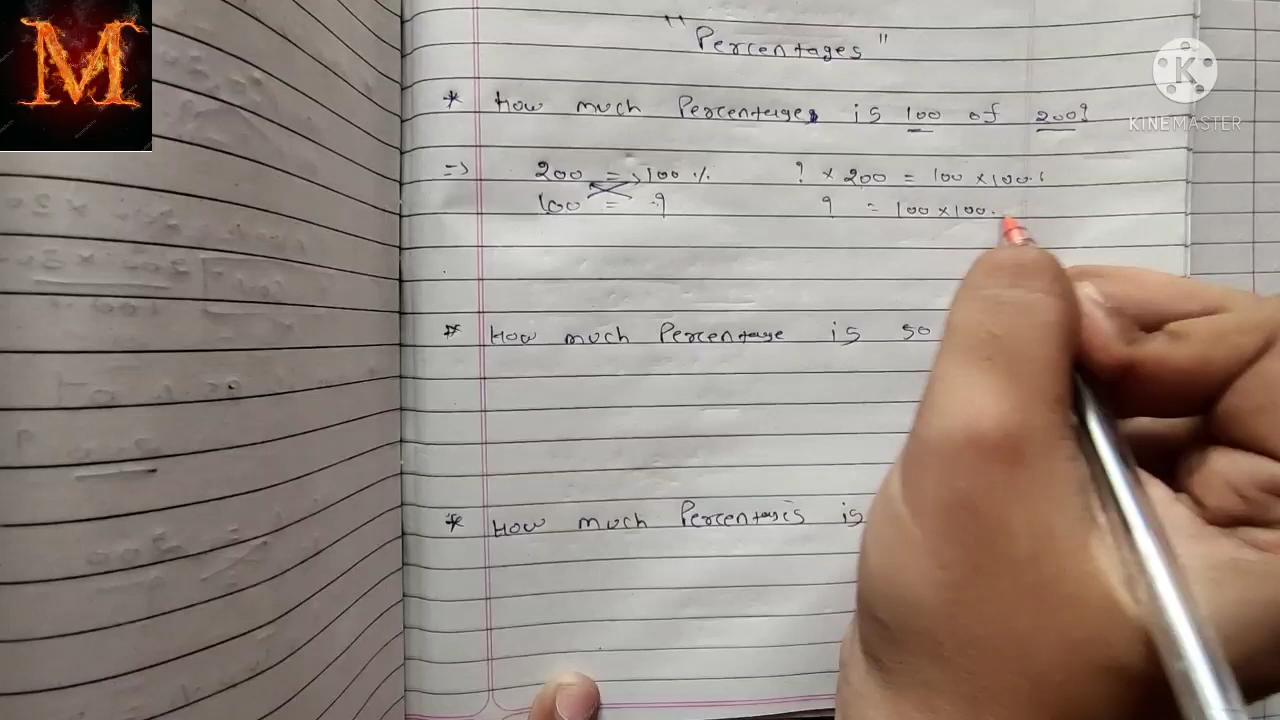 M
"Percentages"
KINEMASTER
* How much Percentages is 100 of 200?
=> 200 = 100 % ? × 200 = 100 × 100%
100 = ? ? = 100 × 100
* How much Percentage is 50
* How much Percentages is